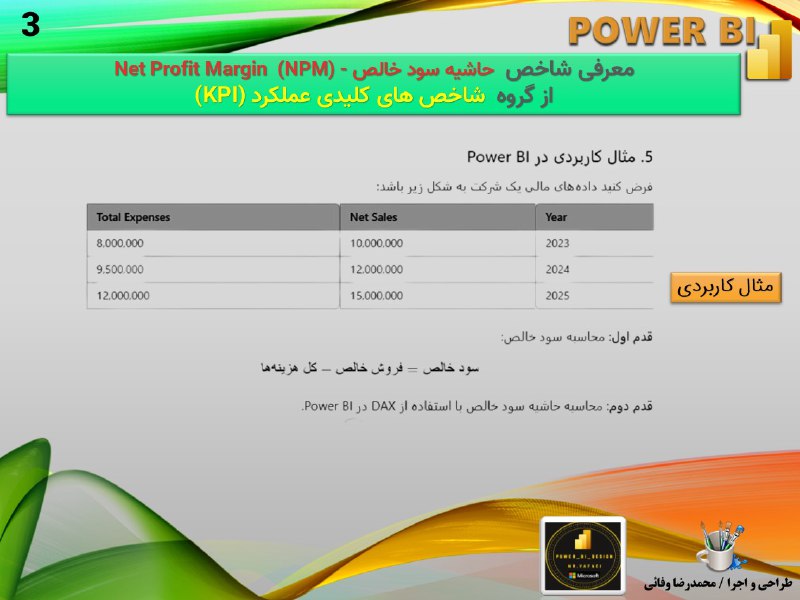 3
POWER BI
معرفی شاخص حاشیه سود خالص - Net Profit Margin (NPM)
از گروه شاخص های کلیدی عملکرد (KPI)
5. مثال کاربردی در Power BI
فرض کنید داده‌های مالی یک شرکت به شکل زیر باشد:
Total Expenses Net Sales Year
8.000.000 10.000.000 2023
9.500.000 12.000.000 2024
12.000.000 15.000.000 2025
مثال کاربردی
قدم اول: محاسبه سود خالص:
سود خالص = فروش خالص − کل هزینه‌ها
قدم دوم: محاسبه حاشیه سود خالص با استفاده از DAX در Power BI.
POWER_BI_DESIGN
MR.VAFAEI
Microsoft
طراحی و اجرا / محمدرضا وفائی